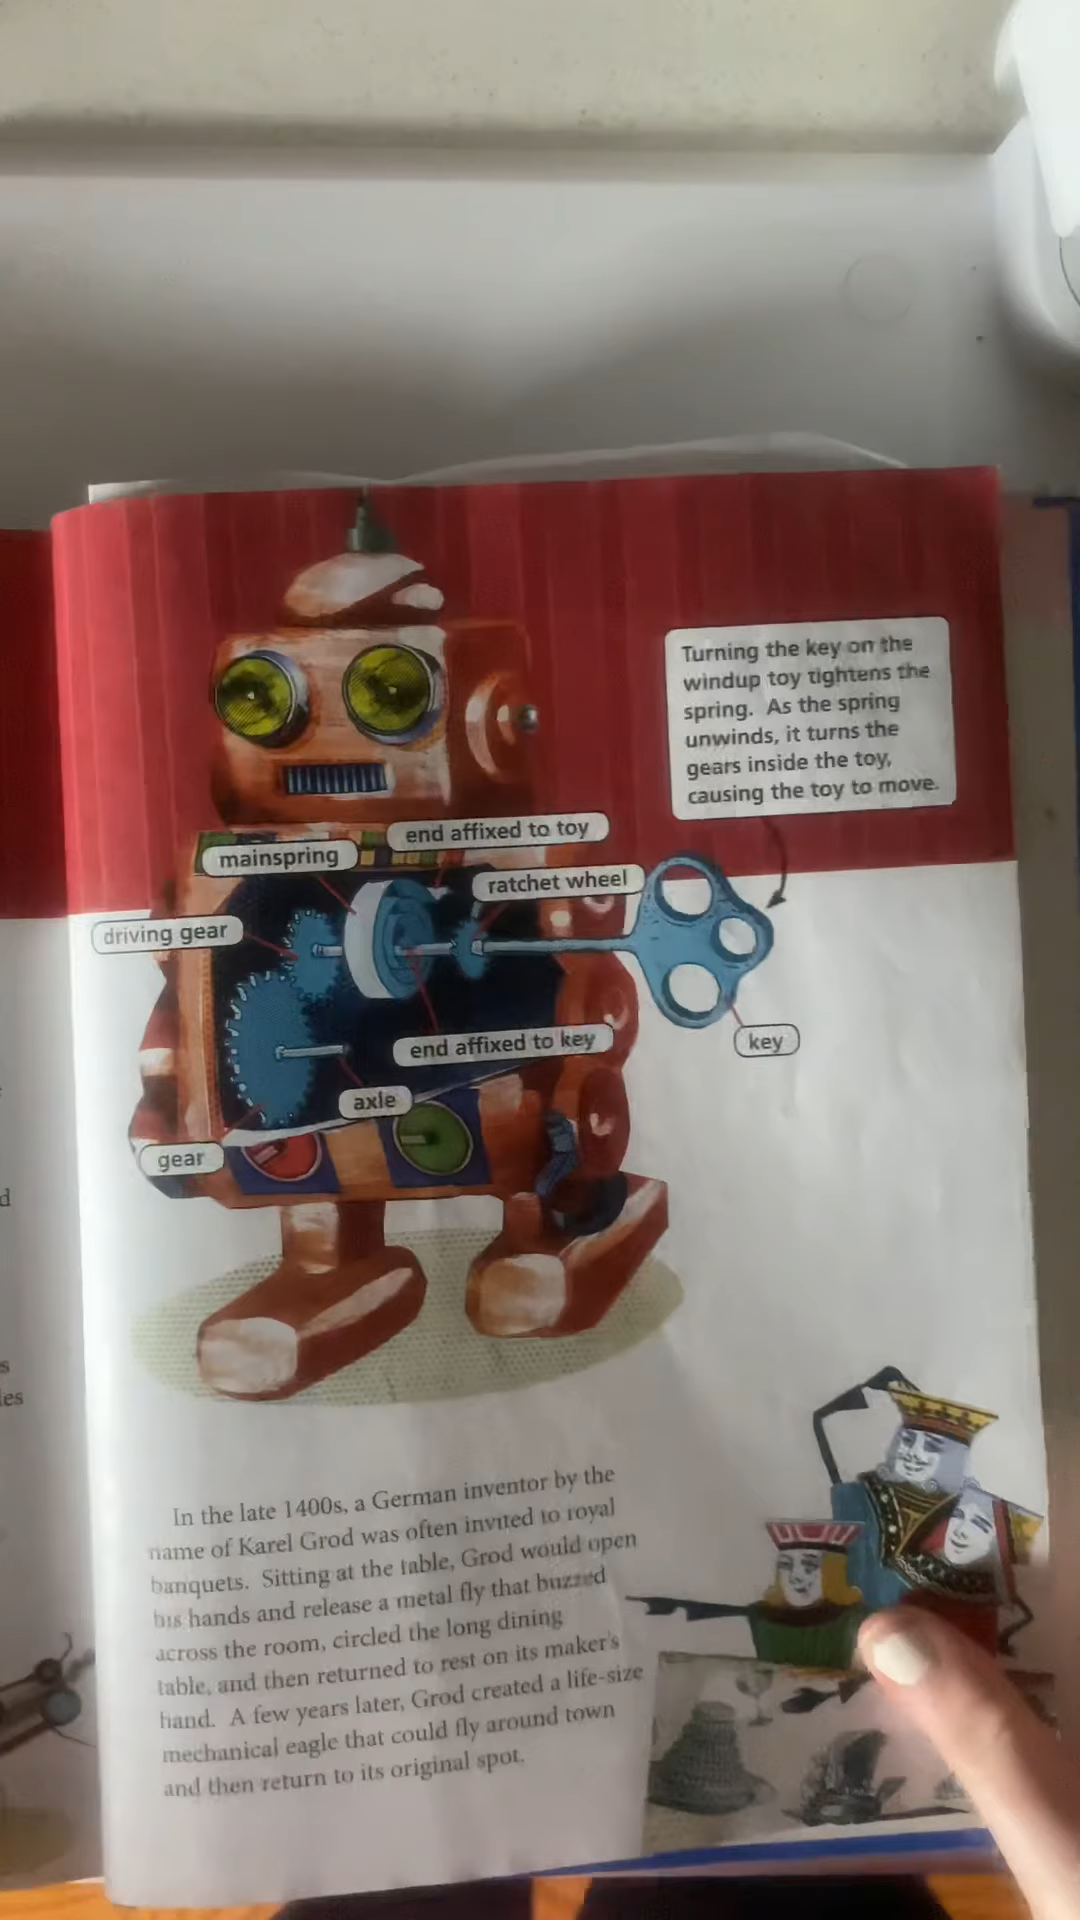 Turning the key on the
windup toy tightens the
spring. As the spring
unwinds, it turns the
gears inside the toy,
causing the toy to move.
end affixed to toy
mainspring
ratchet wheel
driving gear
end affixed to key
key
axle
gear
In the late 1400s, a German inventor by the
name of Karel Grod was often invited to royal
banquets. Sitting at the table, Grod would open
his hands and release a metal fly that buzzed
across the room, circled the long dining
table, and then returned to rest on its maker's
hand. A few years later, Grod created a life-size
mechanical eagle that could fly around town
and then return to its original spot.